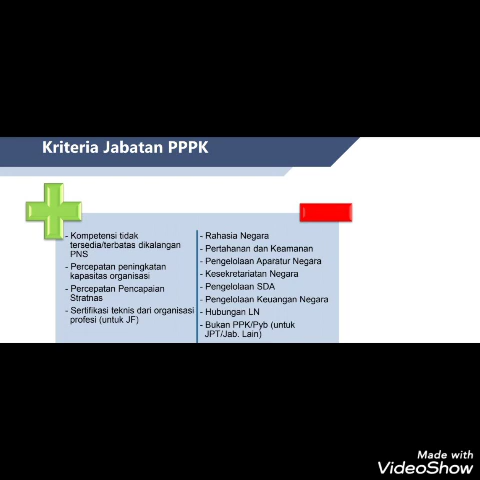 Kriteria Jabatan PPPK
- Kompetensi tidak
tersedia/terbatas dikalangan
PNS
- Percepatan peningkatan
kapasitas organisasi
- Percepatan Pencapaian
Stratnas
- Sertifikasi teknis dari organisasi
profesi (untuk JF)
- Rahasia Negara
- Pertahanan dan Keamanan
- Pengelolaan Aparatur Negara
- Kesekretariatan Negara
- Pengelolaan SDA
- Pengelolaan Keuangan Negara
- Hubungan LN
- Bukan PPK/Pyb (untuk
JPT/Jab. Lain)
Made with
VideoShow